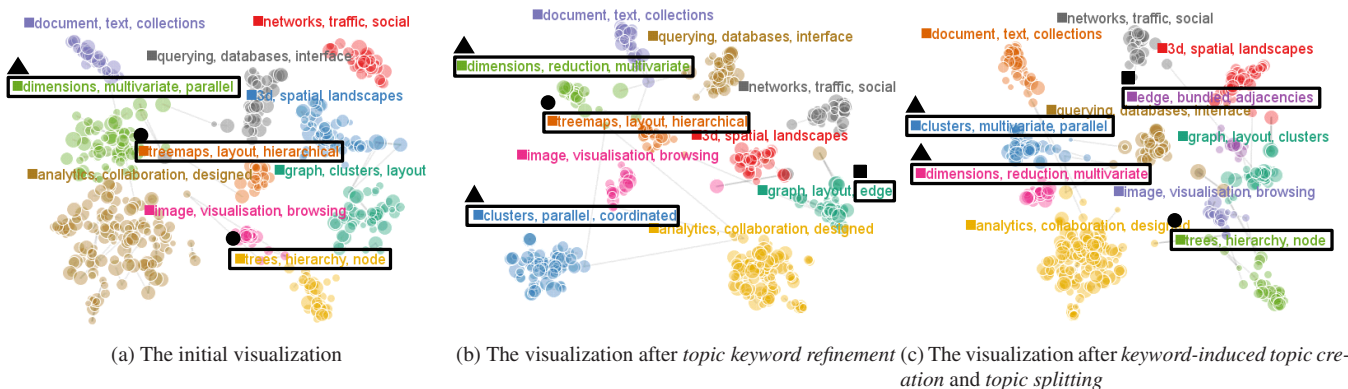 document, text, collections
networks, traffic, social
querying, databases, interface
dimensions, multivariate, parallel
3d, spatial, landscapes
treemaps, layout, hierarchical
analytics, collaboration, designed
graph, clusters, layout
image, visualisation, browsing
trees, hierarchy, node
(a) The initial visualization
document, text, collections
querying, databases, interface
dimensions, reduction, multivariate
networks, traffic, social
treemaps, layout, hierarchical
3d, spatial, landscapes
image, visualisation, browsing
graph, layout, edge
clusters, parallel, coordinated
analytics, collaboration, designed
(b) The visualization after topic keyword refinement
networks, traffic, social
document, text, collections
3d, spatial, landscapes
edge, bundled, adjacencies
querying, databases, interface
clusters, multivariate, parallel
graph, layout, clusters
dimensions, reduction, multivariate
image, visualisation, browsing
analytics, collaboration, designed
trees, hierarchy, node
(c) The visualization after keyword-induced topic cre-
ation and topic splitting